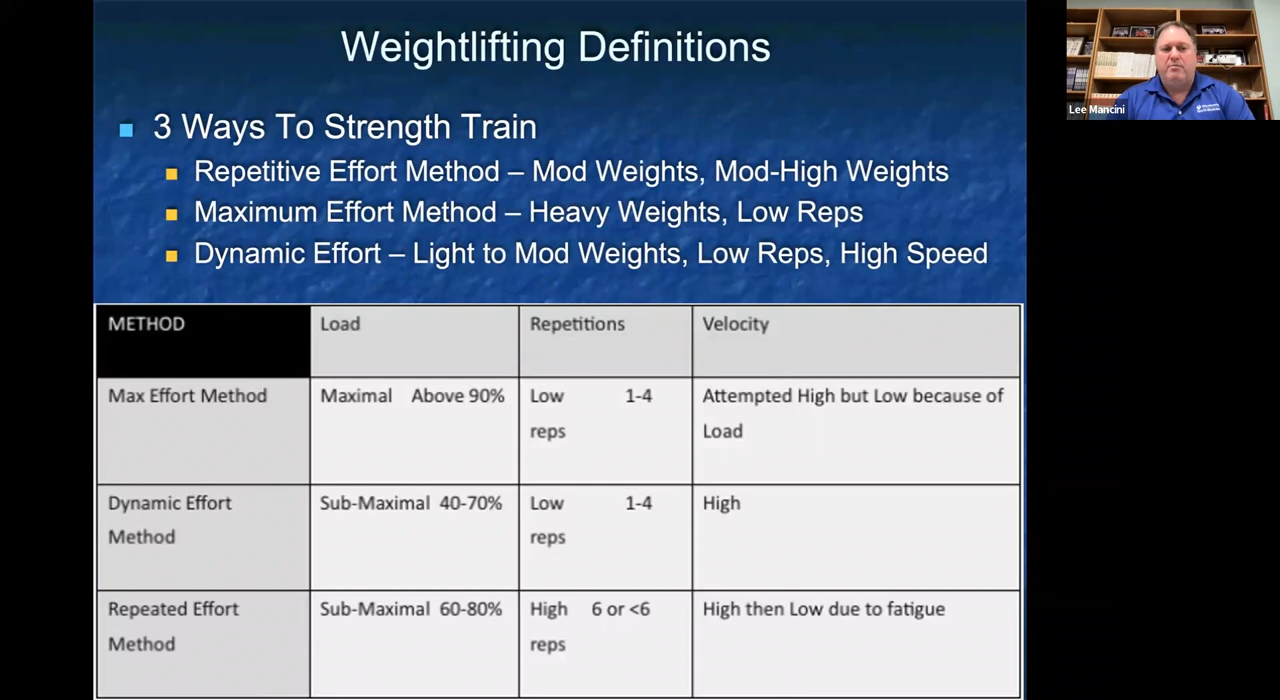 Weightlifting Definitions
3 Ways To Strength Train
Repetitive Effort Method – Mod Weights, Mod-High Weights
Maximum Effort Method – Heavy Weights, Low Reps
Dynamic Effort – Light to Mod Weights, Low Reps, High Speed
METHOD Load Repetitions Velocity
Max Effort Method Maximal Above 90% Low 1-4 Attempted High but Low because of
reps Load
Dynamic Effort Sub-Maximal 40-70% Low 1-4 High
Method reps
Repeated Effort Sub-Maximal 60-80% High 6 or <6 High then Low due to fatigue
Method reps
Lee Mancini